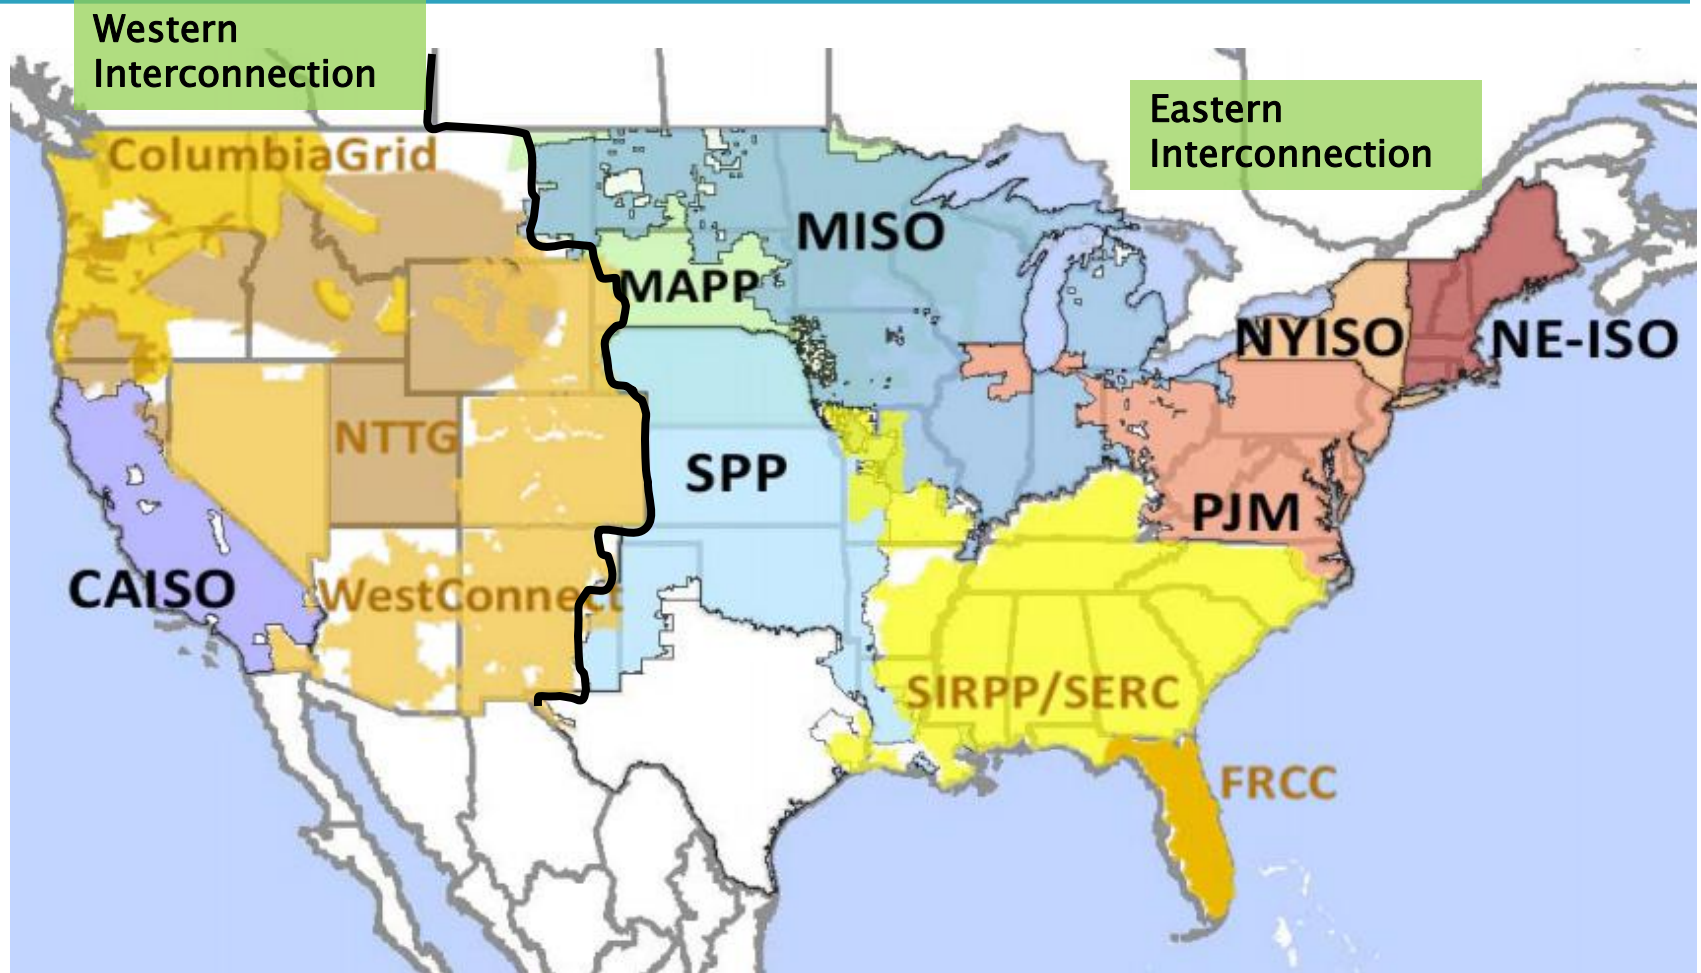 Western
Interconnection
Eastern
Interconnection
ColumbiaGrid
MISO
MAPP
NYISO
NE-ISO
NTTG
SPP
PJM
CAISO
WestConnect
SIRPP/SERC
FRCC